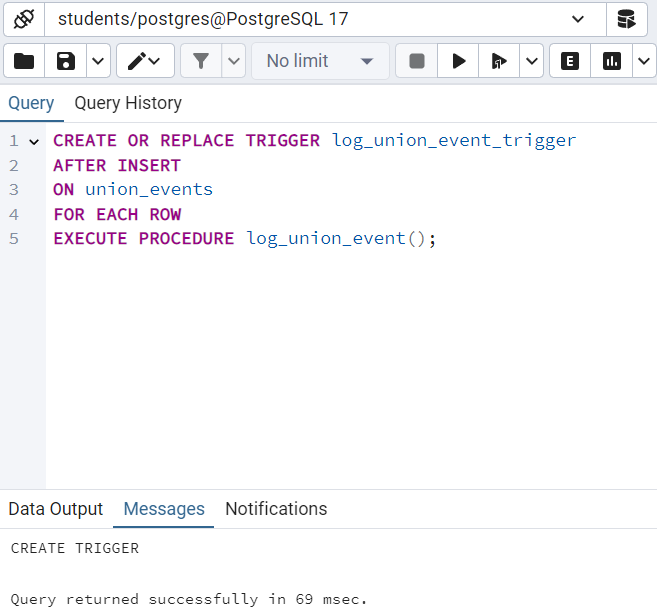 students/postgres@PostgreSQL 17
No limit
E
Query Query History
1 CREATE OR REPLACE TRIGGER log_union_event_trigger
2 AFTER INSERT
3 ON union_events
4 FOR EACH ROW
5 EXECUTE PROCEDURE log_union_event();
Data Output Messages Notifications
CREATE TRIGGER
Query returned successfully in 69 msec.